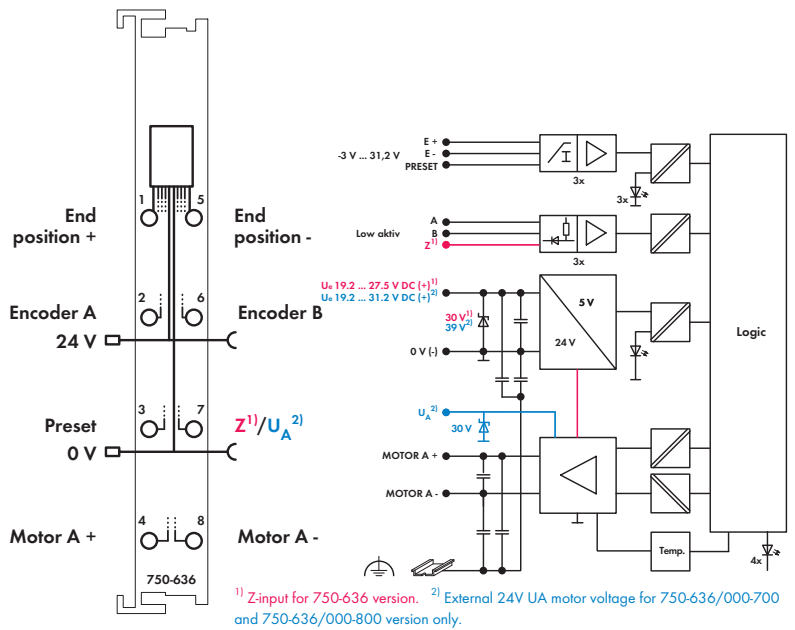 1
5
End
position +
End
position -
2
6
Encoder A
Encoder B
24 V
3
7
Preset
Z¹⁾/U_A²⁾
0 V
4
8
Motor A +
Motor A -
750-636
E +
E -
PRESET
-3 V ... 31,2 V
3x
3x
A
B
Z¹⁾
Low aktiv
3x
Uₑ 19.2 ... 27.5 V DC (+)¹⁾
Uₑ 19.2 ... 31.2 V DC (+)²⁾
30 V¹⁾
39 V²⁾
5 V
24 V
0 V (-)
Logic
U_A²⁾
30 V
MOTOR A +
MOTOR A -
Temp.
4x
¹⁾ Z-input for 750-636 version. ²⁾ External 24V UA motor voltage for 750-636/000-700
and 750-636/000-800 version only.